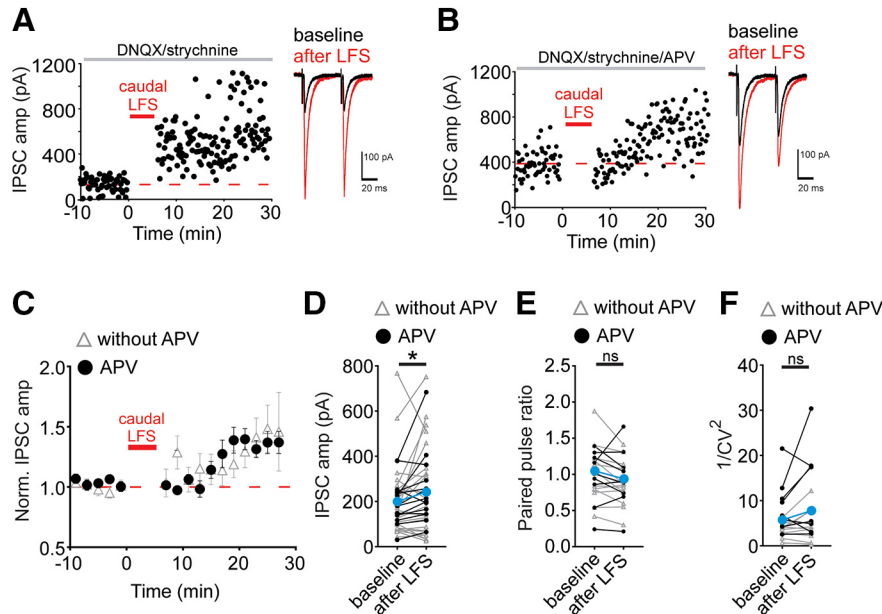 A
DNQX/strychnine
baseline
after LFS
caudal
LFS
IPSC amp (pA)
1200
800
400
0
-10
0
10
20
30
Time (min)
100 pA
20 ms
B
DNQX/strychnine/APV
baseline
after LFS
caudal
LFS
IPSC amp (pA)
1200
800
400
0
-10
0
10
20
30
Time (min)
100 pA
20 ms
C
without APV
APV
caudal
LFS
Norm. IPSC amp
2.0
1.5
1.0
0.5
-10
0
10
20
30
Time (min)
D
without APV
APV
*
IPSC amp (pA)
800
600
400
200
0
baseline
after LFS
E
without APV
APV
ns
Paired pulse ratio
2.5
2.0
1.5
1.0
0.5
0.0
baseline
after LFS
F
without APV
APV
ns
1/CV²
40
30
20
10
0
baseline
after LFS